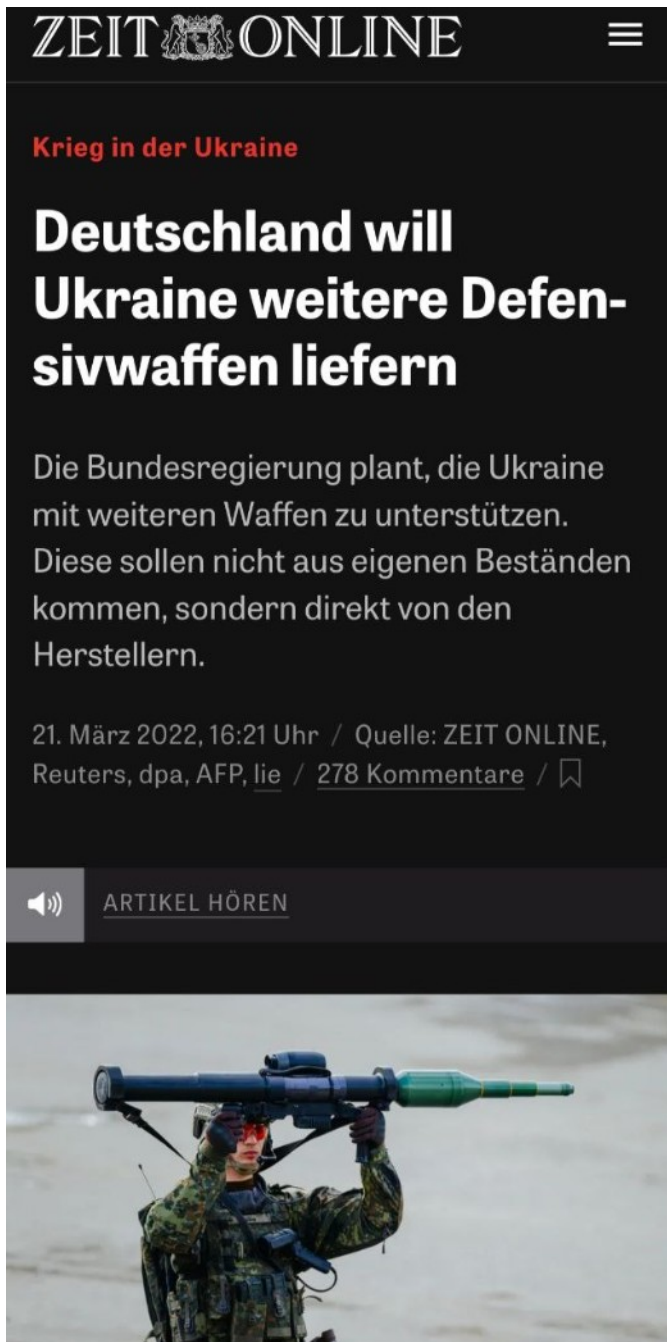 ZEIT ONLINE
Krieg in der Ukraine
Deutschland will
Ukraine weitere Defen-
sivwaffen liefern
Die Bundesregierung plant, die Ukraine
mit weiteren Waffen zu unterstützen.
Diese sollen nicht aus eigenen Beständen
kommen, sondern direkt von den
Herstellern.
21. März 2022, 16:21 Uhr / Quelle: ZEIT ONLINE,
Reuters, dpa, AFP, lie / 278 Kommentare /
ARTIKEL HÖREN